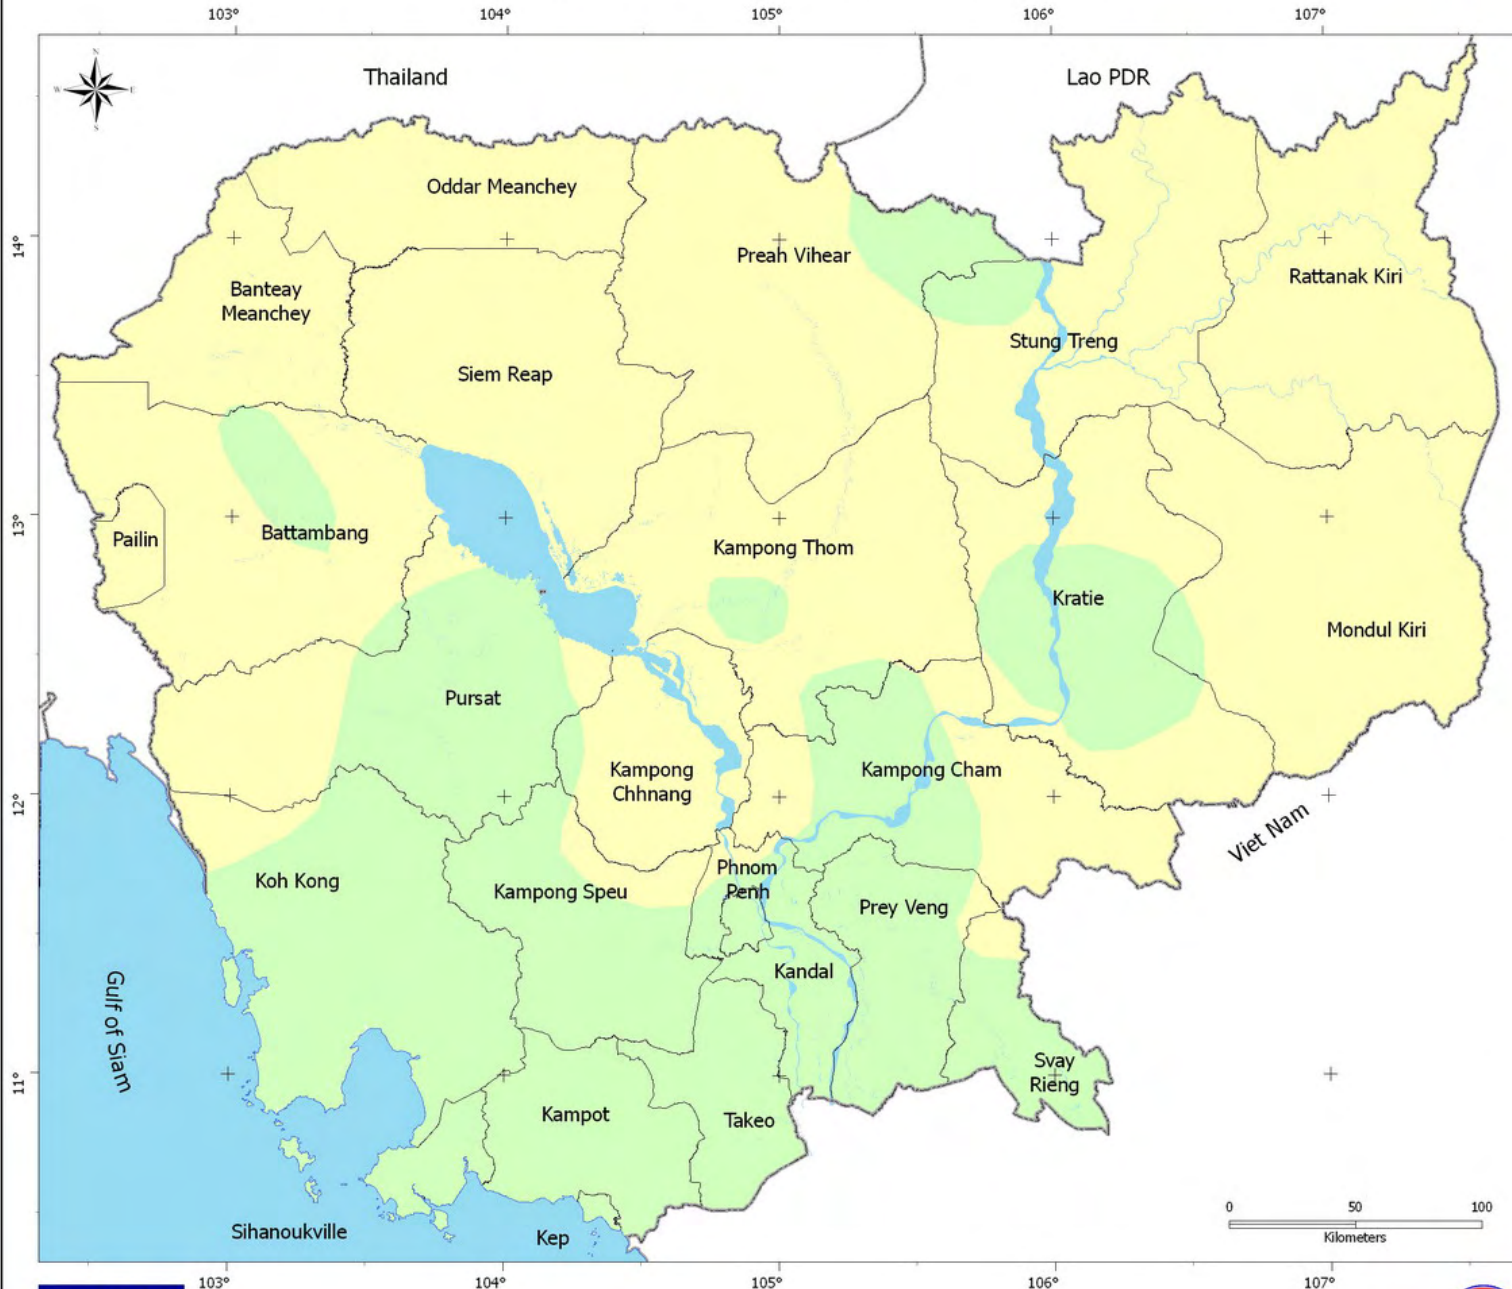 103° 104° 105° 106° 107°
N
W E
S
Thailand
Lao PDR
Oddar Meanchey
14°
Preah Vihear
Banteay
Meanchey
Rattanak Kiri
Stung Treng
Siem Reap
13°
Pailin
Battambang
Kampong Thom
Kratie
Mondul Kiri
Pursat
Kampong
Chhnang
Kampong Cham
12°
Viet Nam
Koh Kong
Kampong Speu
Phnom
Penh
Prey Veng
Kandal
Gulf of Siam
11°
Svay
Rieng
Kampot
Takeo
Sihanoukville
Kep
0 50 100
Kilometers
103° 104° 105° 106° 107°